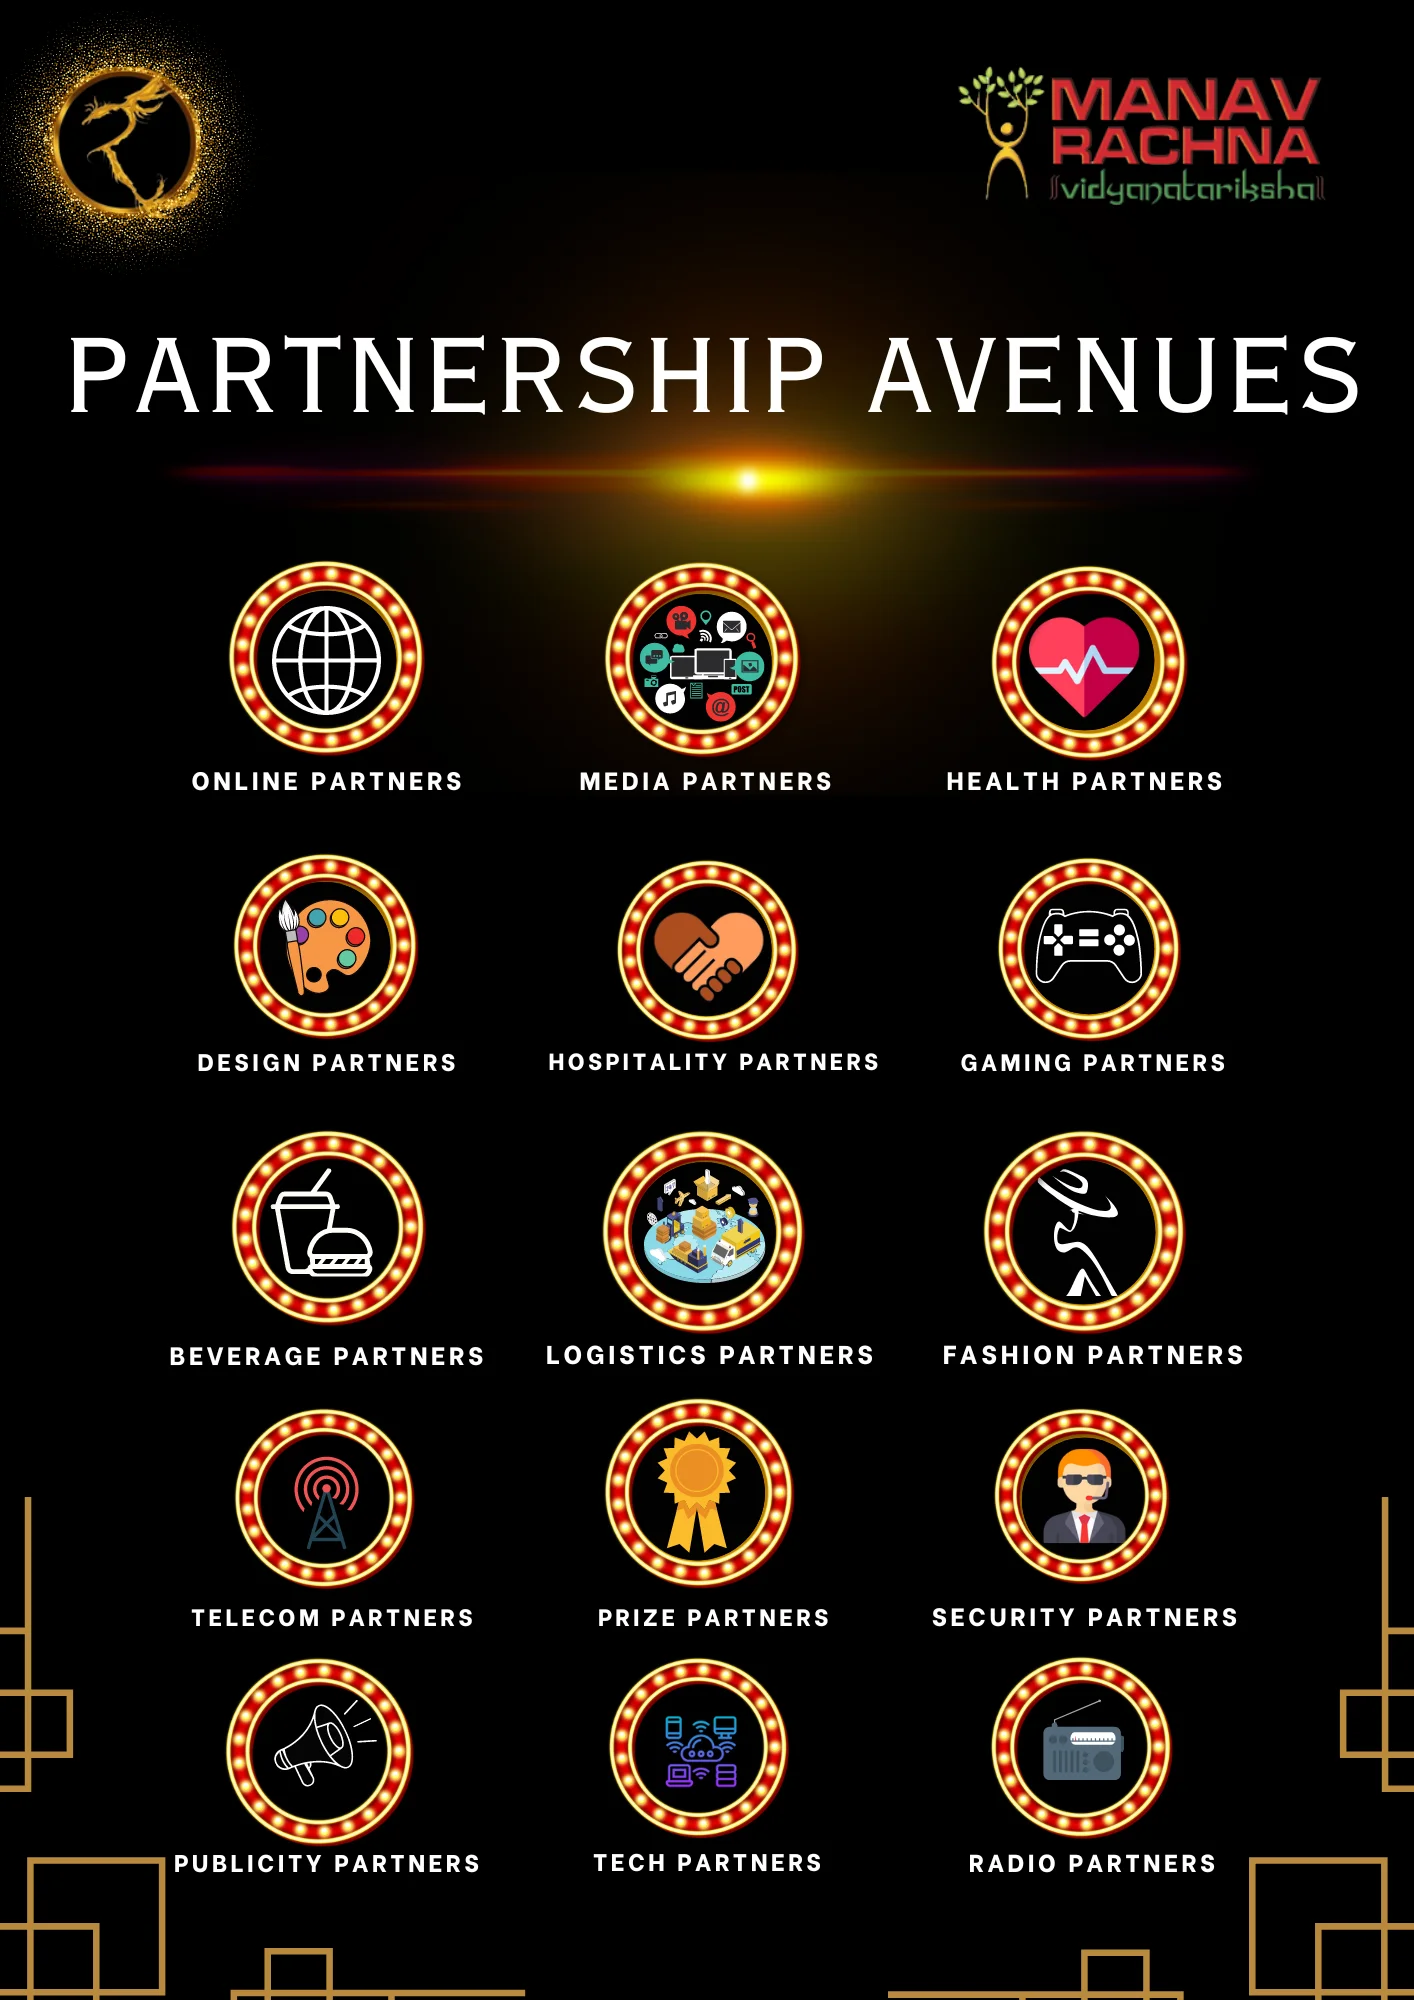 MANAV
RACHNA
vidyanatariksha
PARTNERSHIP AVENUES
POST
@
ONLINE PARTNERS
MEDIA PARTNERS
HEALTH PARTNERS
DESIGN PARTNERS
HOSPITALITY PARTNERS
GAMING PARTNERS
BEVERAGE PARTNERS
LOGISTICS PARTNERS
FASHION PARTNERS
TELECOM PARTNERS
PRIZE PARTNERS
SECURITY PARTNERS
PUBLICITY PARTNERS
TECH PARTNERS
RADIO PARTNERS